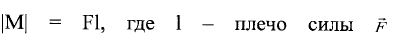 |M| = Fl, где l – плечо силы F⃗